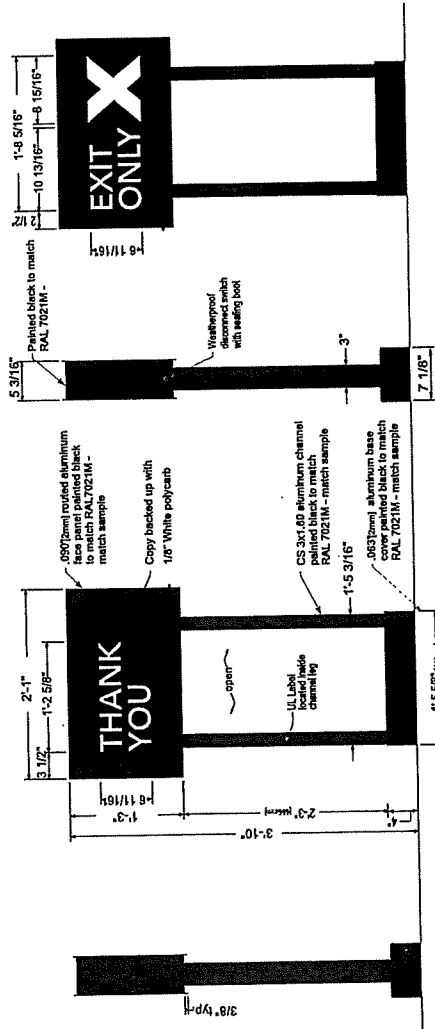 2'-1"
3 1/2"
1'-2 5/8"
THANK
YOU
6 11/16"
1'-3"
2'-3"
3'-10"
4"
3/8" typ
.090"[2mm] routed aluminum
face panel painted black
to match RAL7021M -
match sample
Copy backed up with
1/8" White polycarb
open
UL Label
located inside
channel leg
CS 3x1.60 aluminum channel
painted black to match
RAL 7021M - match sample
1'-5 3/16"
.063"[2mm] aluminum base
cover painted black to match
RAL 7021M - match sample
5 3/16"
Painted black to match
RAL 7021M -
Weatherproof
disconnect switch
with sealing boot
3"
7 1/8"
1'-8 5/16"
2 1/2"
10 13/16"
8 15/16"
EXIT
ONLY X
6 11/16"